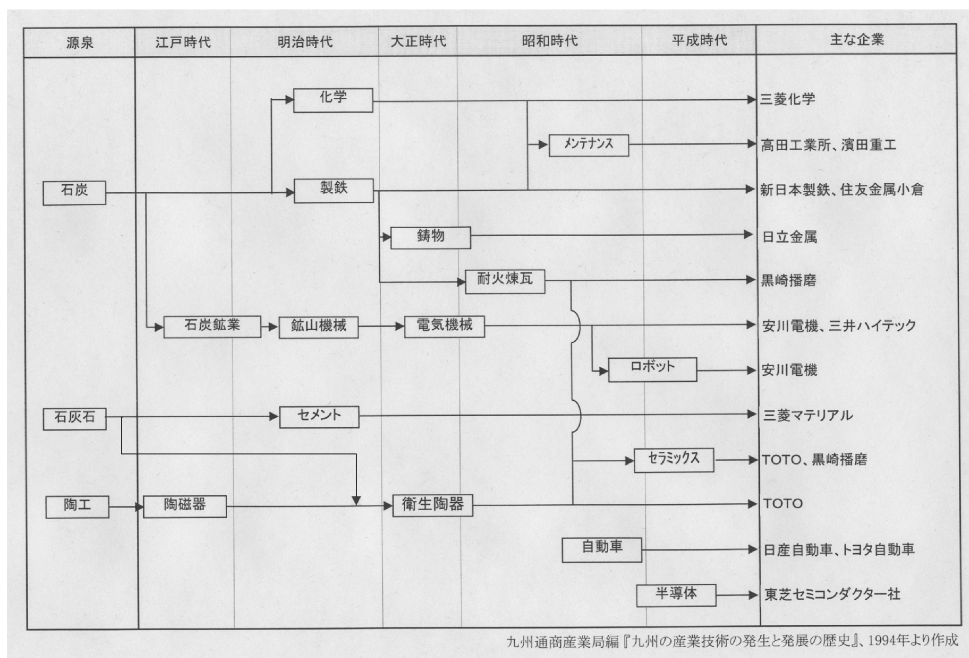 源泉 江戸時代 明治時代 大正時代 昭和時代 平成時代 主な企業
化学 三菱化学
メンテナンス 高田工業所、濱田重工
石炭 製鉄 新日本製鉄、住友金属小倉
鋳物 日立金属
耐火煉瓦 黒崎播磨
石炭鉱業 鉱山機械 電気機械 安川電機、三井ハイテック
ロボット 安川電機
石灰石 セメント 三菱マテリアル
セラミックス TOTO、黒崎播磨
陶工 陶磁器 衛生陶器 TOTO
自動車 日産自動車、トヨタ自動車
半導体 東芝セミコンダクター社
九州通商産業局編『九州の産業技術の発生と発展の歴史』、1994年より作成